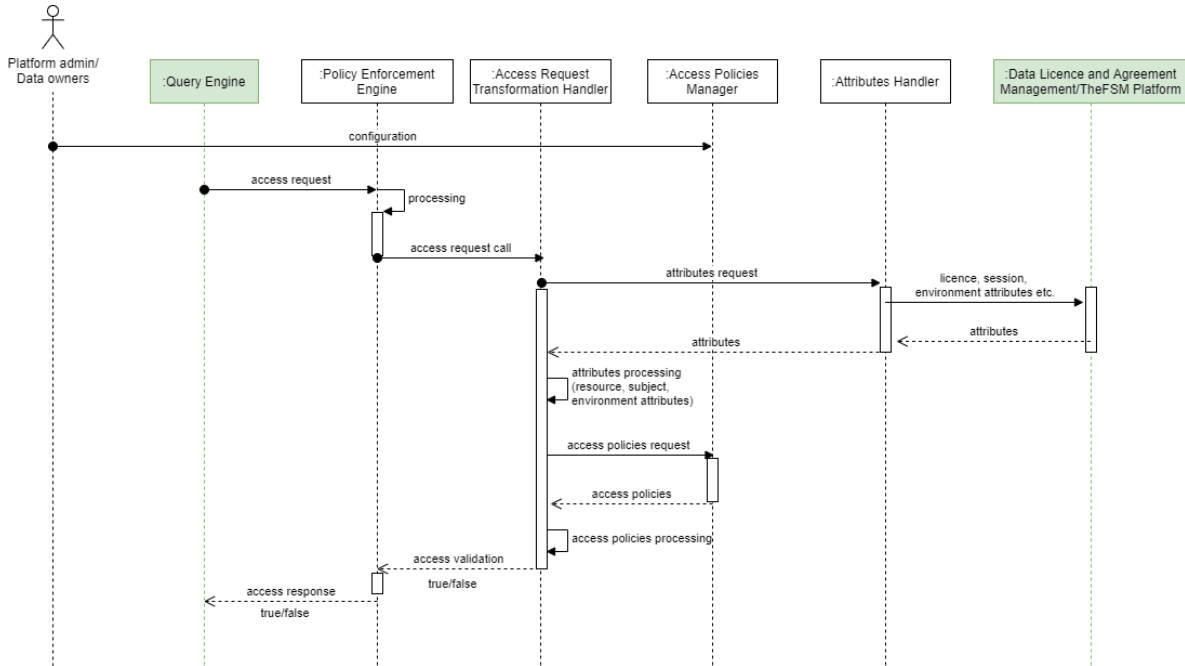 Platform admin/
Data owners
:Query Engine
:Policy Enforcement
Engine
:Access Request
Transformation Handler
:Access Policies
Manager
:Attributes Handler
:Data Licence and Agreement
Management/TheFSM Platform
configuration
access request
processing
access request call
attributes request
licence, session,
environment attributes etc.
attributes
attributes
attributes processing
(resource, subject,
environment attributes)
access policies request
access policies
access policies processing
access validation
true/false
access response
true/false